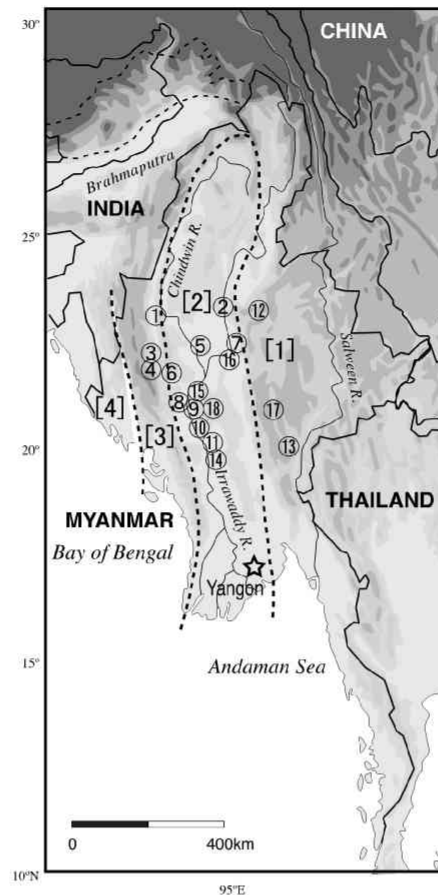 30°
CHINA
Brahmaputra
INDIA
Chindwin R.
25°
[2]
②
①
⑫
⑤
⑦
[1]
Salween R.
③
⑯
④
⑥
⑮
⑧
⑨
⑱
⑰
[4]
⑩
20°
[3]
⑪
⑬
⑭
Irrawaddy R.
THAILAND
MYANMAR
Bay of Bengal
Yangon
15°
Andaman Sea
0
400km
10°N
95°E